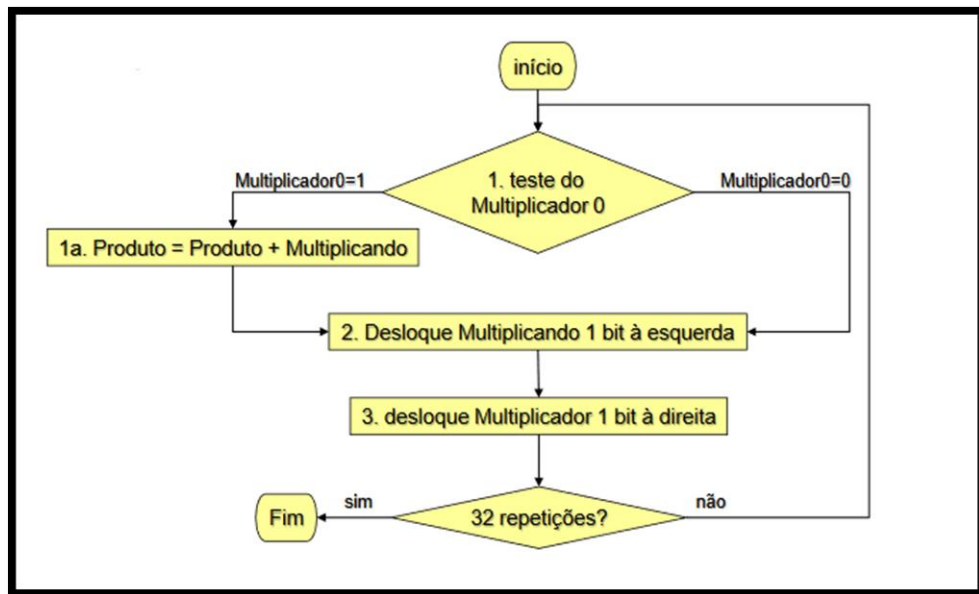 início
Multiplicador0=1
1. teste do
Multiplicador 0
Multiplicador0=0
1a. Produto = Produto + Multiplicando
2. Desloque Multiplicando 1 bit à esquerda
3. desloque Multiplicador 1 bit à direita
Fim
sim
32 repetições?
não